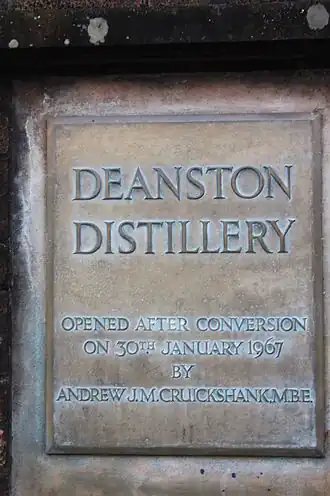 DEANSTON
DISTILLERY
OPENED AFTER CONVERSION
ON 30TH JANUARY 1967
BY
ANDREW.J.M.CRUICKSHANK,M.B.E.